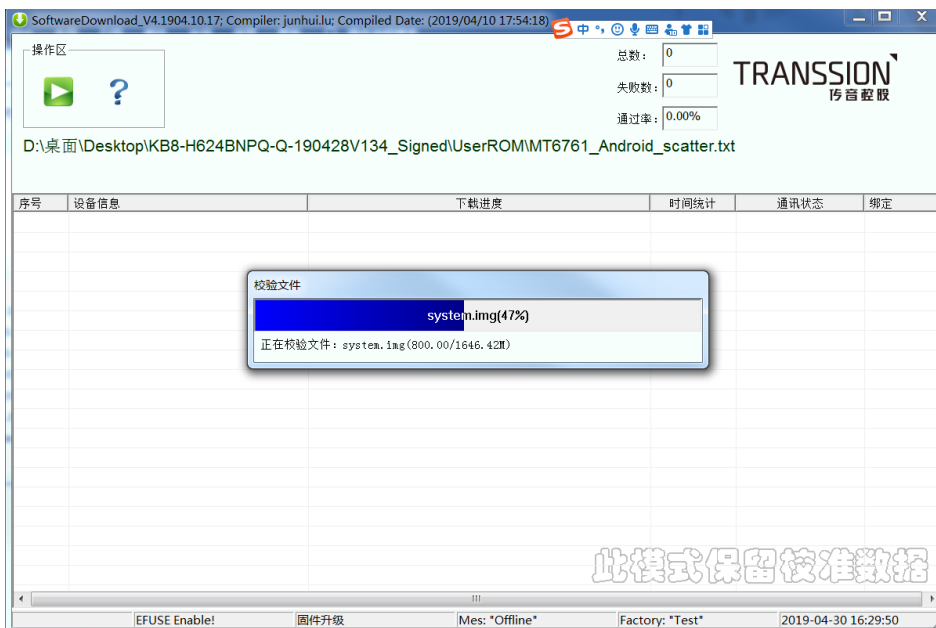 SoftwareDownload_V4.1904.10.17; Compiler: junhui.lu; Compiled Date: (2019/04/10 17:54:18)
中
操作区
总数: 0
失败数: 0
通过率: 0.00%
TRANSSION
传音控股
D:\桌面\Desktop\KB8-H624BNPQ-Q-190428V134_Signed\UserROM\MT6761_Android_scatter.txt
序号 设备信息 下载进度 时间统计 通讯状态 绑定
校验文件
system.img(47%)
正在校验文件: system.img(800.00/1646.42M)
此模式保留校准数据
EFUSE Enable! 固件升级 Mes: "Offline" Factory: "Test" 2019-04-30 16:29:50